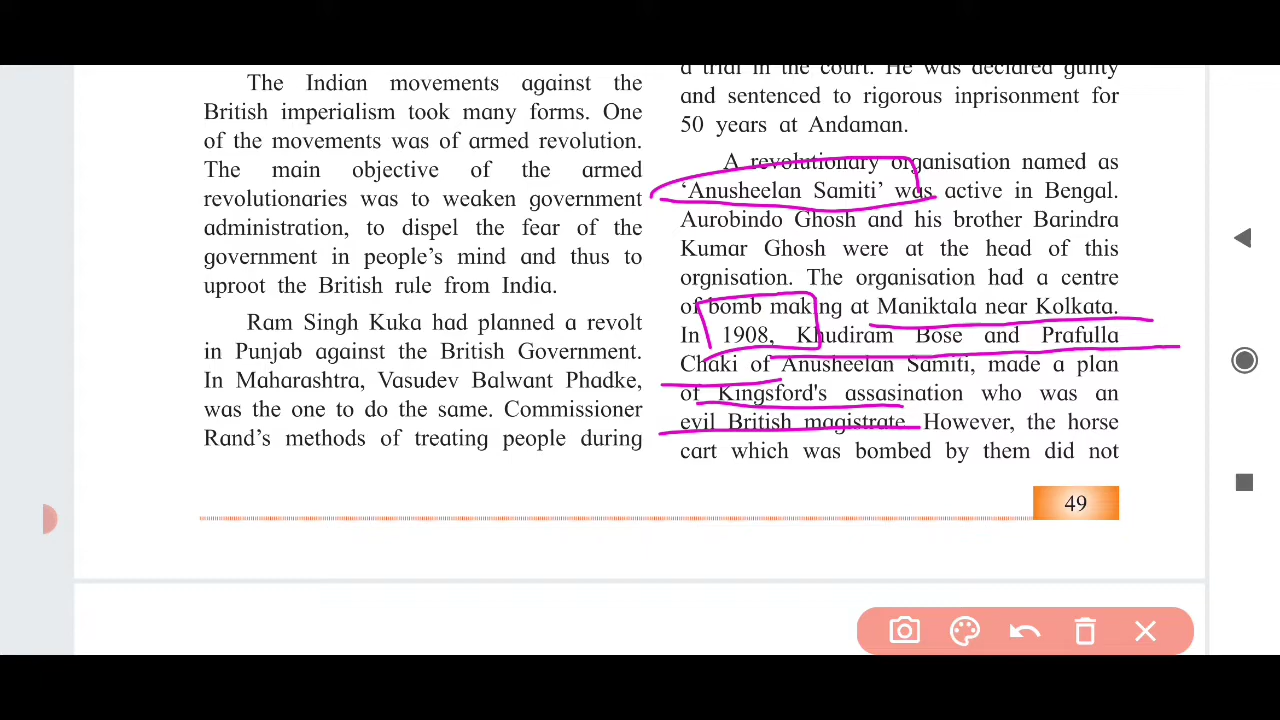 The Indian movements against the
British imperialism took many forms. One
of the movements was of armed revolution.
The main objective of the armed
revolutionaries was to weaken government
administration, to dispel the fear of the
government in people's mind and thus to
uproot the British rule from India.
Ram Singh Kuka had planned a revolt
in Punjab against the British Government.
In Maharashtra, Vasudev Balwant Phadke,
was the one to do the same. Commissioner
Rand's methods of treating people during
a trial in the court. He was declared guilty
and sentenced to rigorous inprisonment for
50 years at Andaman.
A revolutionary organisation named as
'Anusheelan Samiti' was active in Bengal.
Aurobindo Ghosh and his brother Barindra
Kumar Ghosh were at the head of this
orgnisation. The organisation had a centre
of bomb making at Maniktala near Kolkata.
In 1908, Khudiram Bose and Prafulla
Chaki of Anusheelan Samiti, made a plan
of Kingsford's assasination who was an
evil British magistrate. However, the horse
cart which was bombed by them did not
49